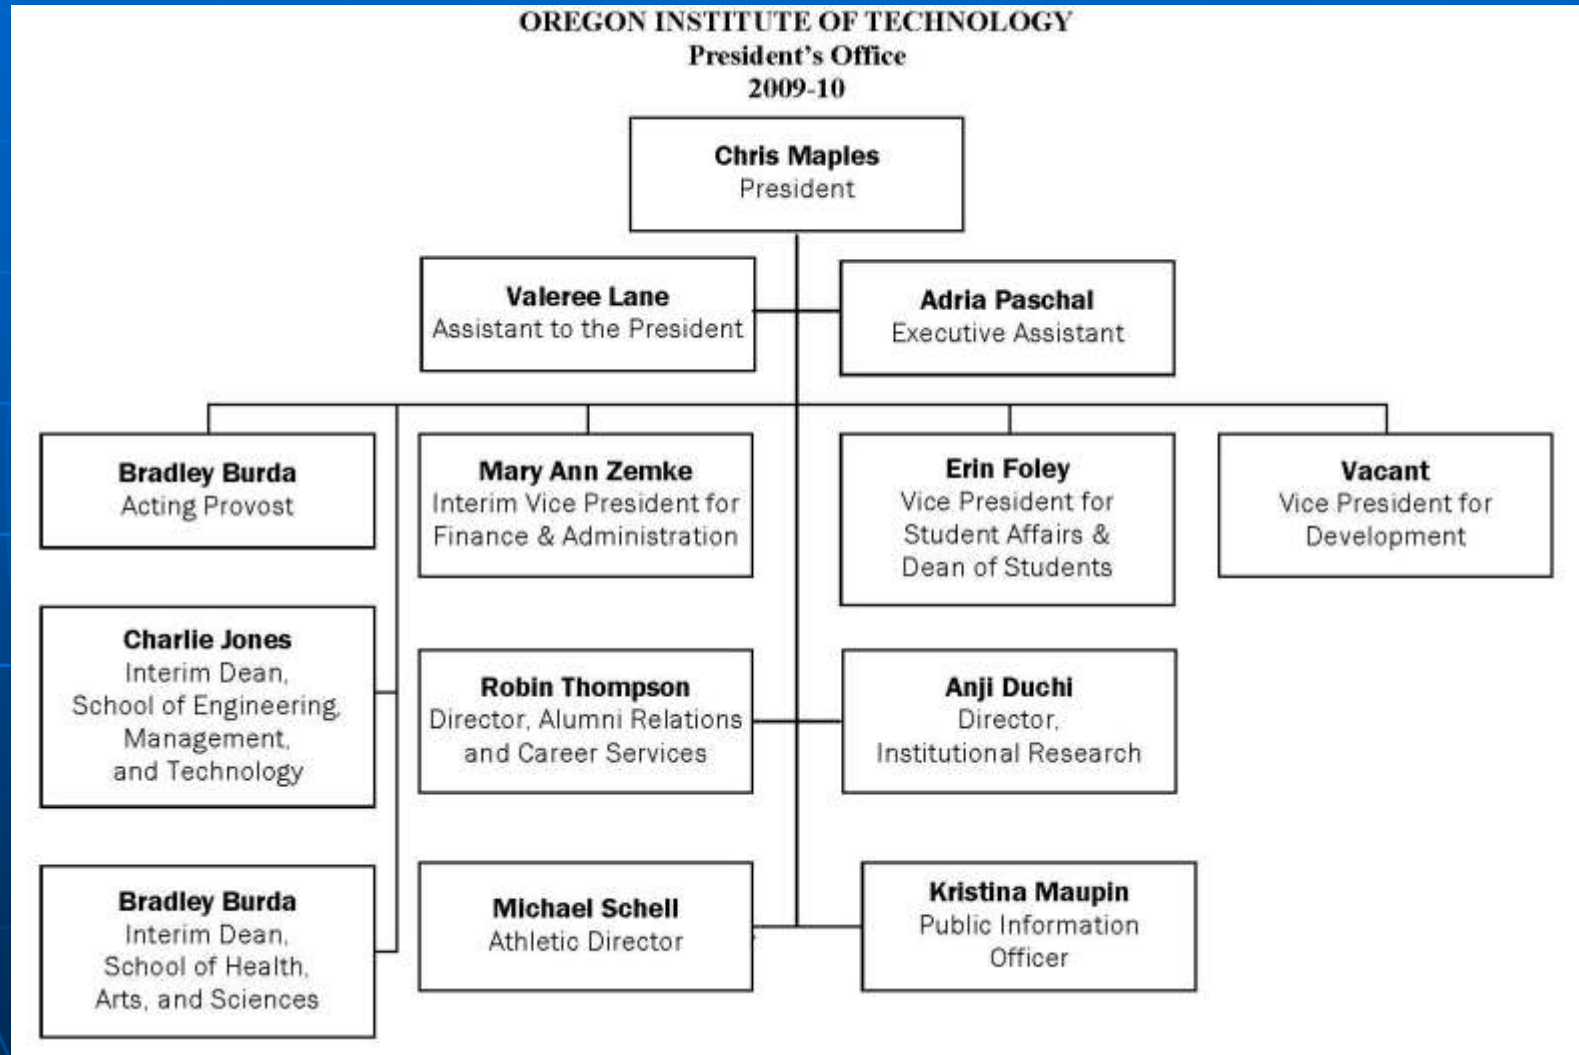 OREGON INSTITUTE OF TECHNOLOGY
President's Office
2009-10
Chris Maples
President
Valeree Lane
Assistant to the President
Adria Paschal
Executive Assistant
Bradley Burda
Acting Provost
Mary Ann Zemke
Interim Vice President for
Finance & Administration
Erin Foley
Vice President for
Student Affairs &
Dean of Students
Vacant
Vice President for
Development
Charlie Jones
Interim Dean,
School of Engineering,
Management,
and Technology
Robin Thompson
Director, Alumni Relations
and Career Services
Anji Duchi
Director,
Institutional Research
Bradley Burda
Interim Dean,
School of Health,
Arts, and Sciences
Michael Schell
Athletic Director
Kristina Maupin
Public Information
Officer